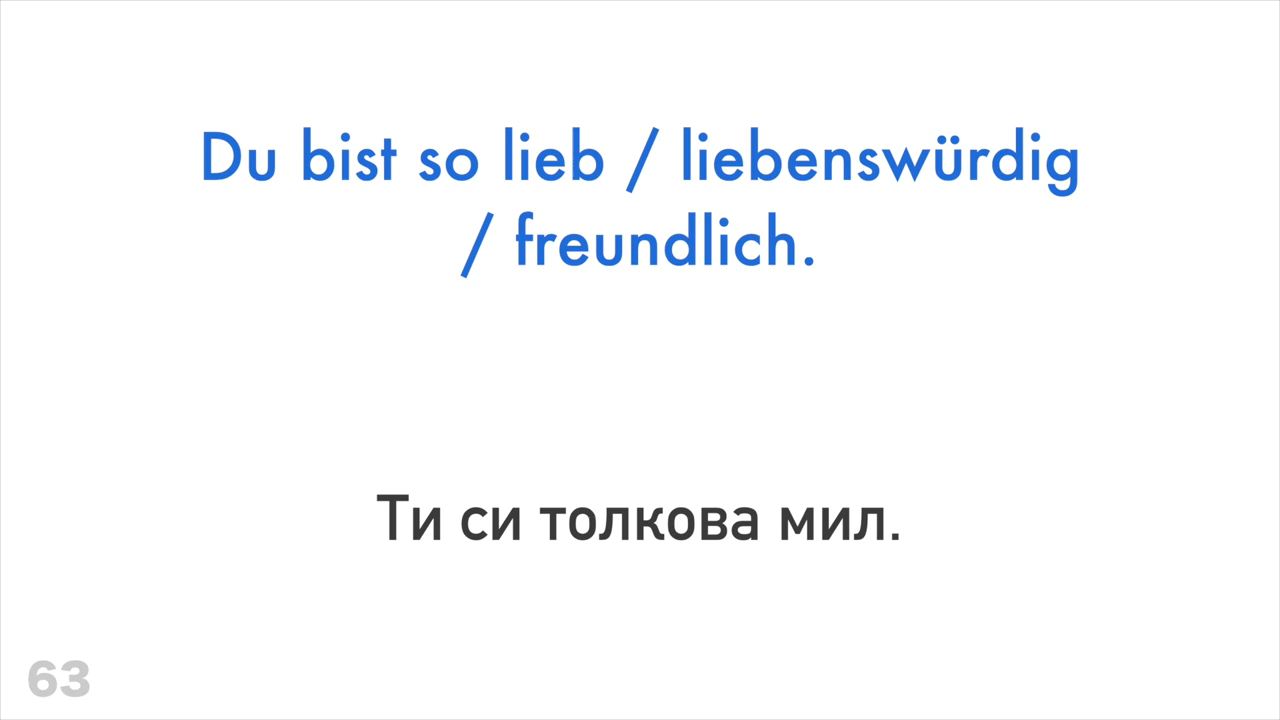 Du bist so lieb / liebenswürdig
/ freundlich.
Ти си толкова мил.
63